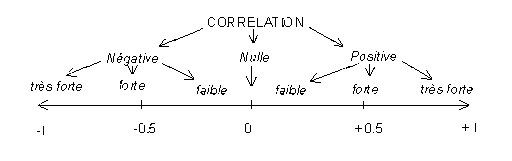 CORRELATION
Négative Nulle Positive
très forte forte faible faible forte très forte
-1 -0.5 0 +0.5 +1